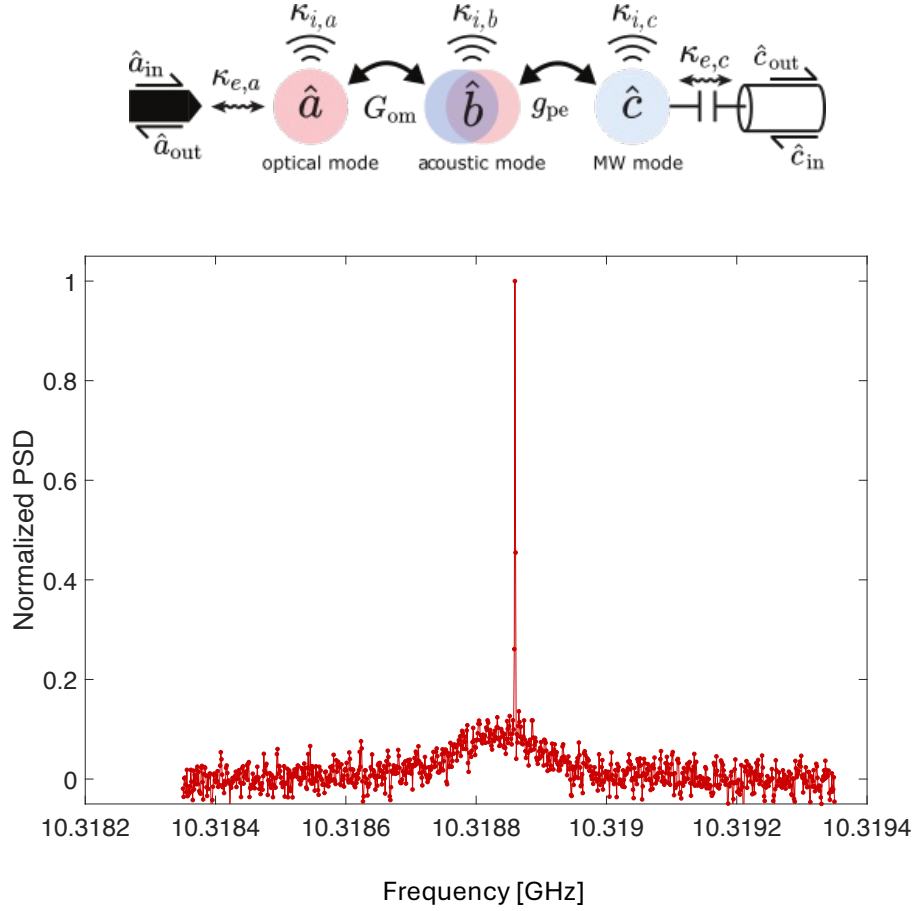 κi,a κi,b κi,c
âin κe,a â Gom b̂ gpe ĉ κe,c ĉout
âout ĉin
optical mode acoustic mode MW mode
1
0.8
0.6
0.4
0.2
0
Normalized PSD
10.3182 10.3184 10.3186 10.3188 10.319 10.3192 10.3194
Frequency [GHz]